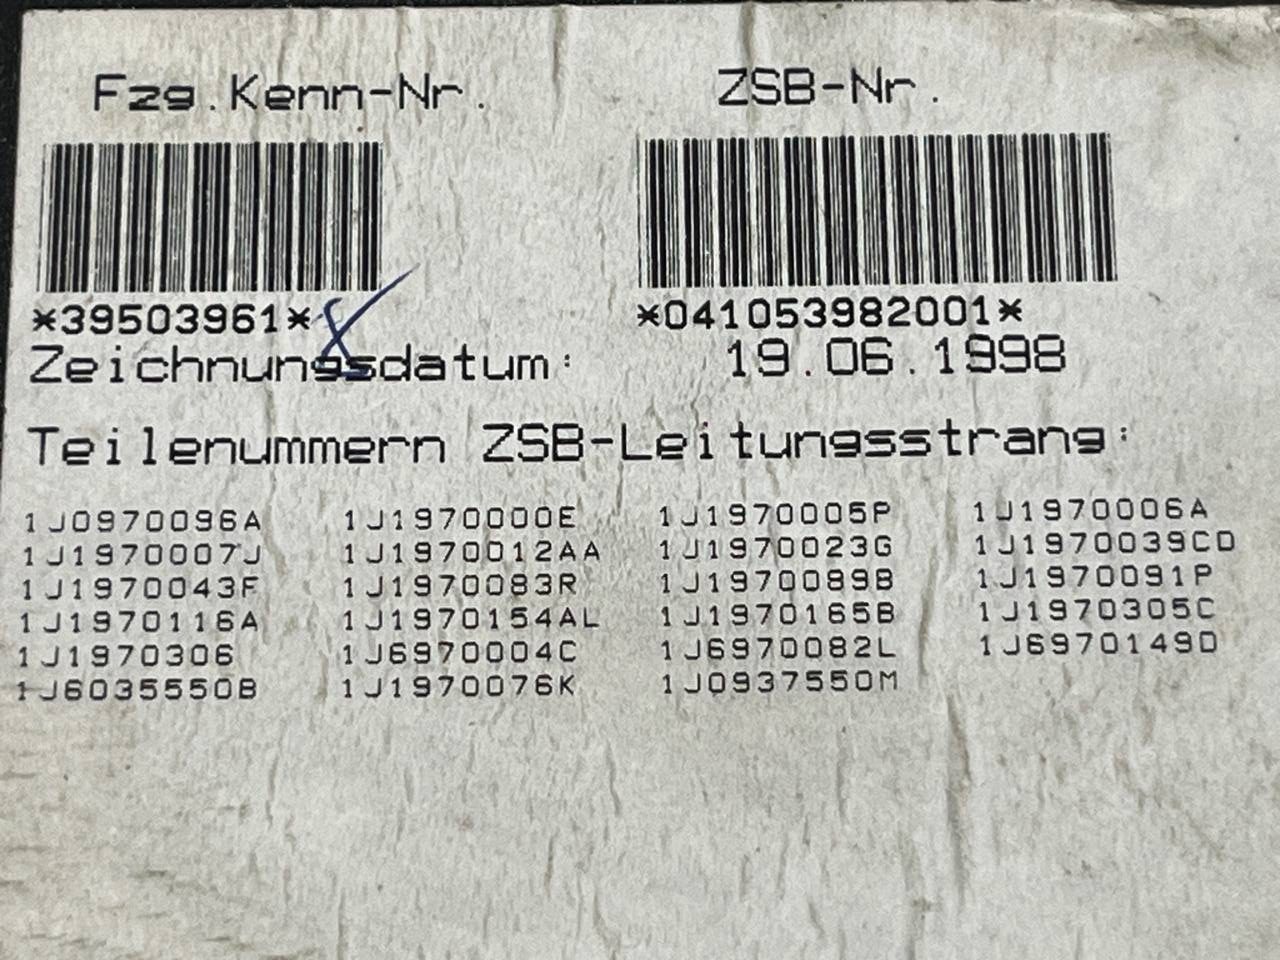 Fzg.Kenn-Nr. ZSB-Nr.
*39503961* *041053982001*
Zeichnungsdatum: 19.06.1998
Teilenummern ZSB-Leitungsstrang:
1J0970096A 1J1970000E 1J1970005P 1J1970006A
1J1970007J 1J1970012AA 1J1970023G 1J1970039CD
1J1970043F 1J1970083R 1J1970089B 1J1970091P
1J1970116A 1J1970154AL 1J1970165B 1J1970305C
1J1970306 1J6970004C 1J6970082L 1J6970149D
1J6035550B 1J1970076K 1J0937550M